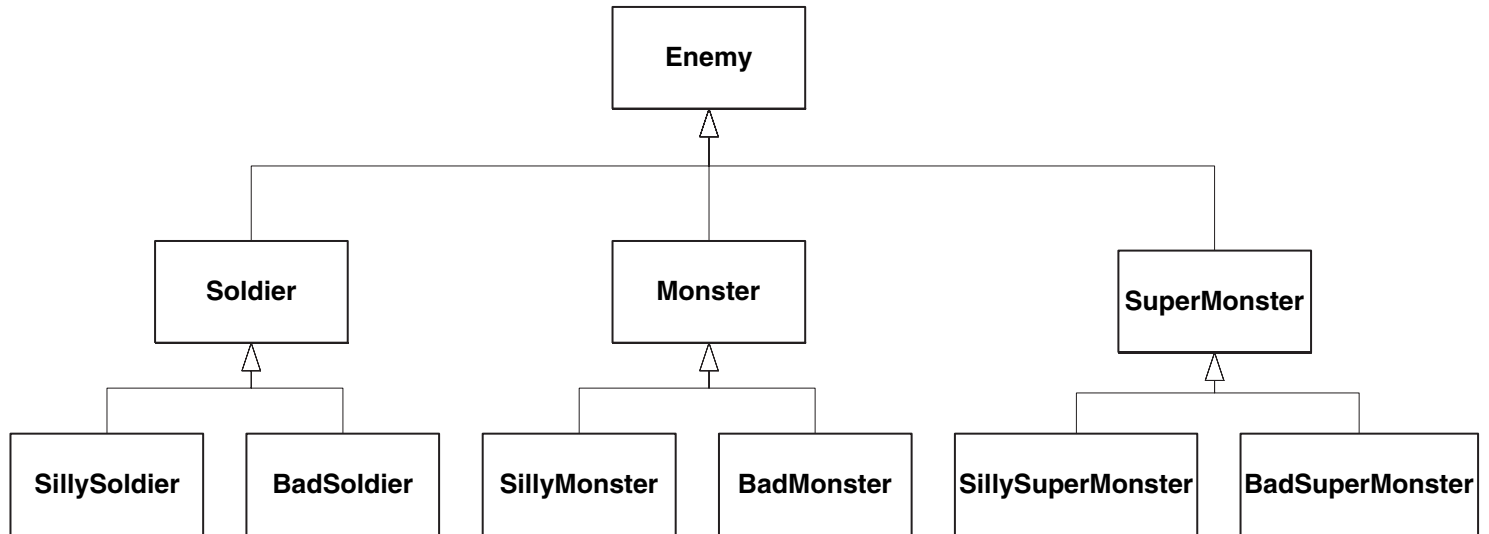 Enemy
Soldier
Monster
SuperMonster
SillySoldier
BadSoldier
SillyMonster
BadMonster
SillySuperMonster
BadSuperMonster